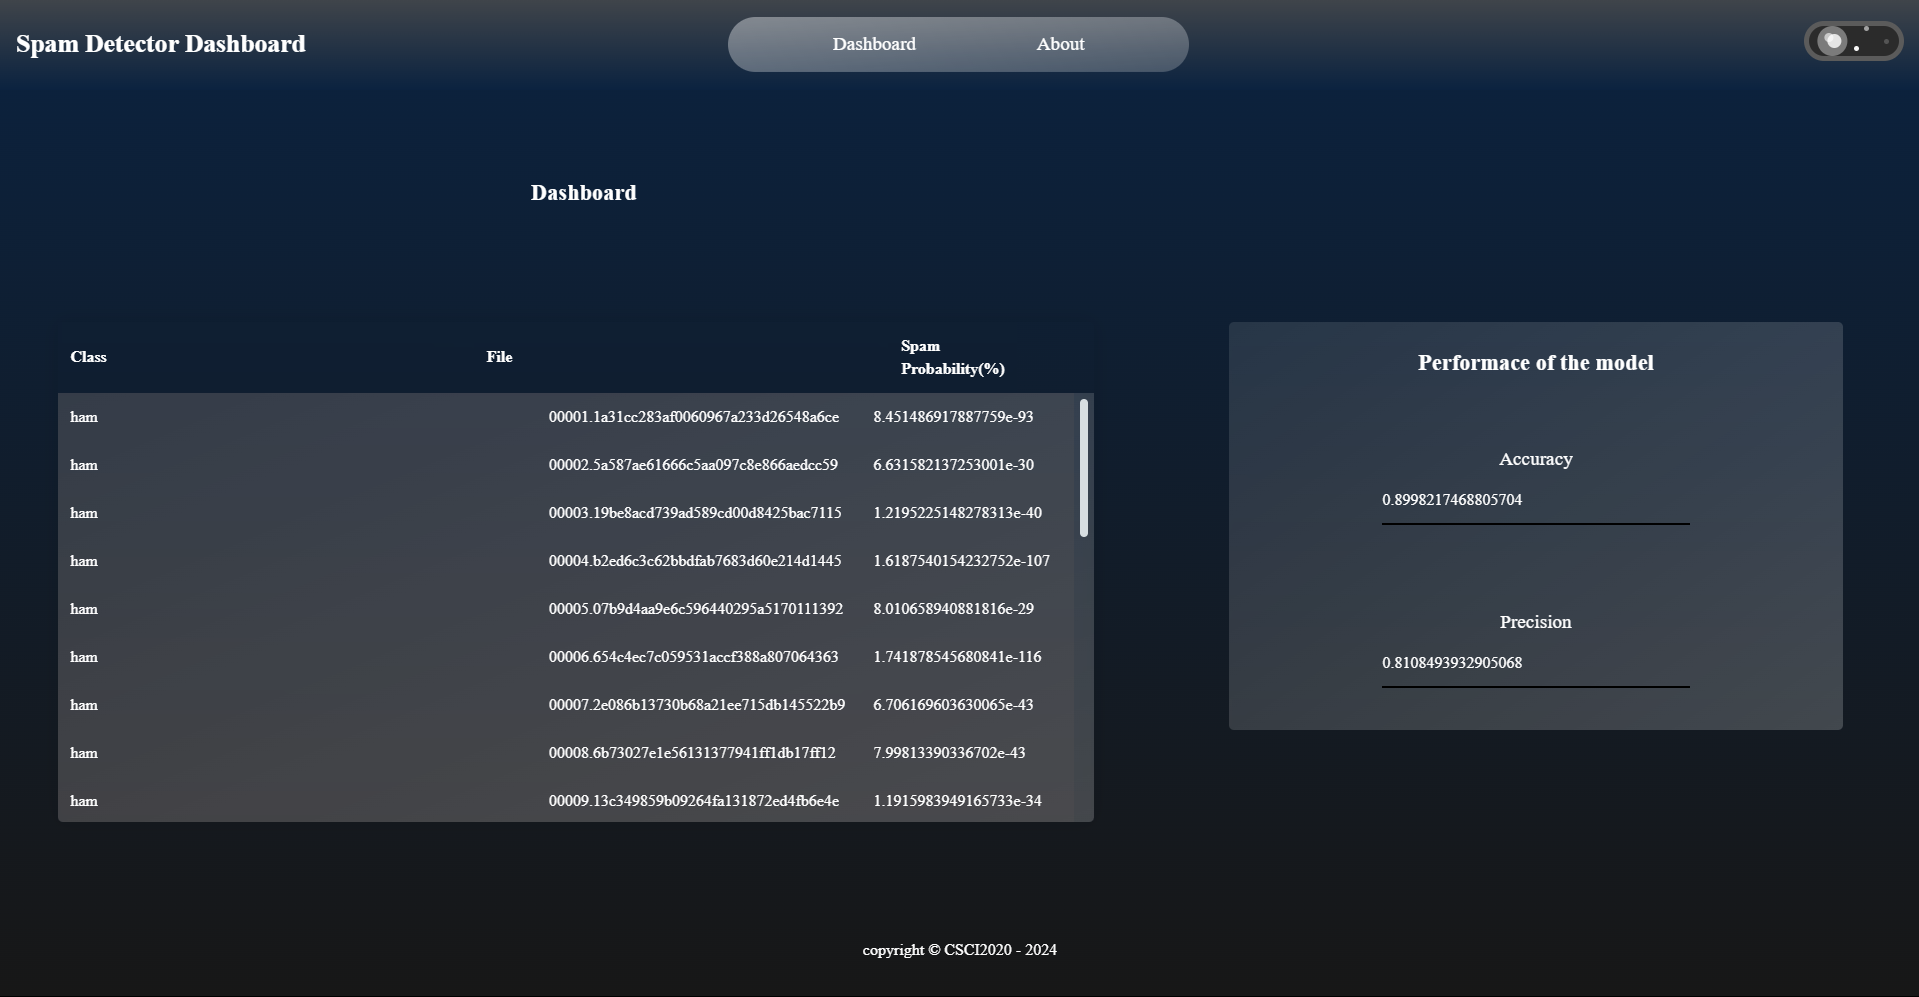 Spam Detector Dashboard
Dashboard
About
Dashboard
Class
File
Spam
Probability(%)
ham 00001.1a31cc283af0060967a233d26548a6ce 8.451486917887759e-93
ham 00002.5a587ae61666c5aa097c8e866aedcc59 6.631582137253001e-30
ham 00003.19be8acd739ad589cd00d8425bac7115 1.2195225148278313e-40
ham 00004.b2ed6c3c62bbdfab7683d60e214d1445 1.6187540154232752e-107
ham 00005.07b9d4aa9e6c596440295a5170111392 8.010658940881816e-29
ham 00006.654c4ec7c059531accf388a807064363 1.741878545680841e-116
ham 00007.2e086b13730b68a21ee715db145522b9 6.706169603630065e-43
ham 00008.6b73027e1e56131377941ff1db17ff12 7.99813390336702e-43
ham 00009.13c349859b09264fa131872ed4fb6e4e 1.1915983949165733e-34
Performace of the model
Accuracy
0.8998217468805704
Precision
0.8108493932905068
copyright © CSCI2020 - 2024